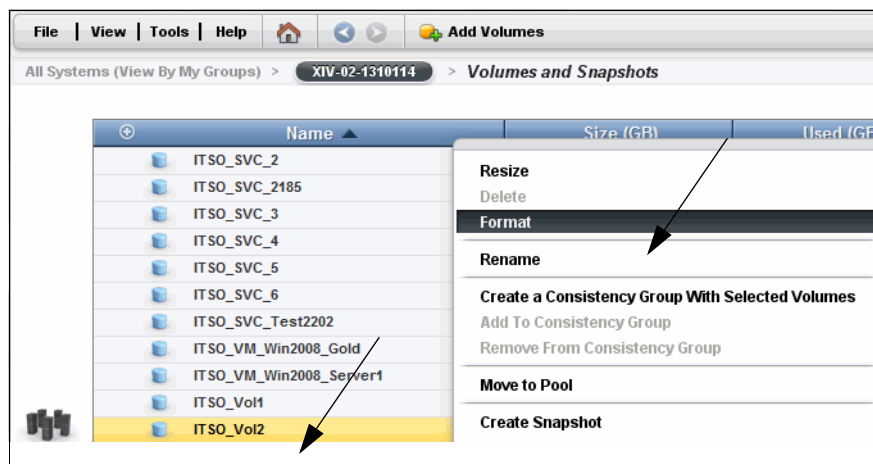 File | View | Tools | Help Add Volumes
All Systems (View By My Groups) > XIV-02-1310114 > Volumes and Snapshots
Name Size (GB) Used (GB
ITSO_SVC_2
ITSO_SVC_2185
ITSO_SVC_3
ITSO_SVC_4
ITSO_SVC_5
ITSO_SVC_6
ITSO_SVC_Test2202
ITSO_VM_Win2008_Gold
ITSO_VM_Win2008_Server1
ITSO_Vol1
ITSO_Vol2
Resize
Delete
Format
Rename
Create a Consistency Group With Selected Volumes
Add To Consistency Group
Remove From Consistency Group
Move to Pool
Create Snapshot